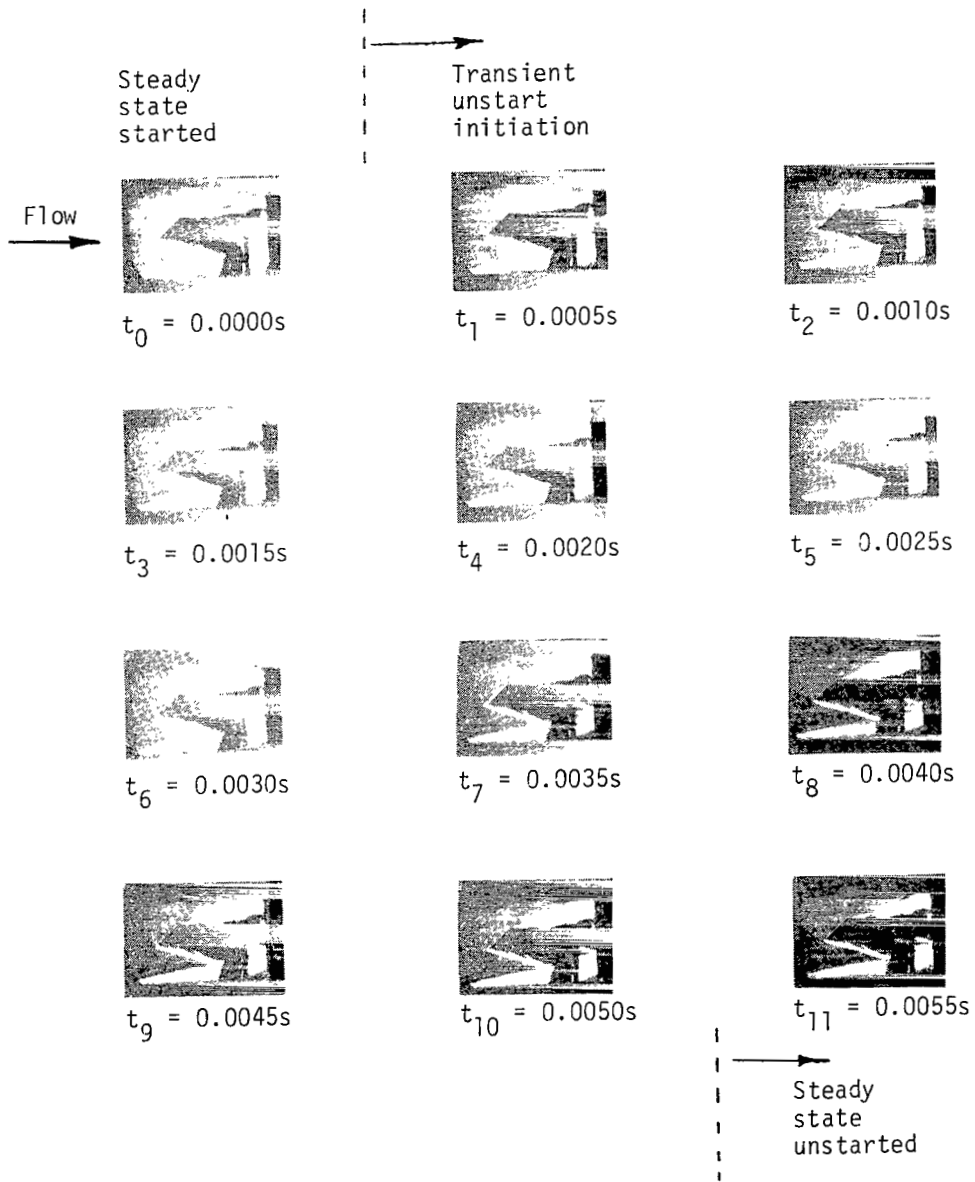 Steady
state
started
Transient
unstart
initiation
Flow
t0 = 0.0000s
t1 = 0.0005s
t2 = 0.0010s
t3 = 0.0015s
t4 = 0.0020s
t5 = 0.0025s
t6 = 0.0030s
t7 = 0.0035s
t8 = 0.0040s
t9 = 0.0045s
t10 = 0.0050s
t11 = 0.0055s
Steady
state
unstarted